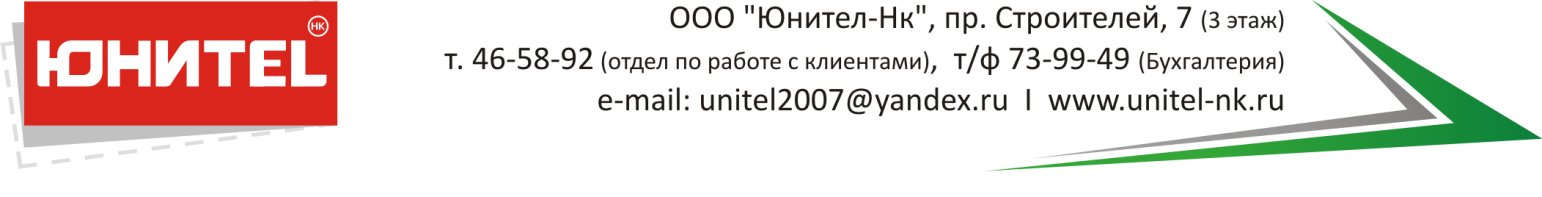 ЮНИТЕL
НК
ООО "Юнител-Нк", пр. Строителей, 7 (3 этаж)
т. 46-58-92 (отдел по работе с клиентами), т/ф 73-99-49 (Бухгалтерия)
e-mail: unitel2007@yandex.ru I www.unitel-nk.ru